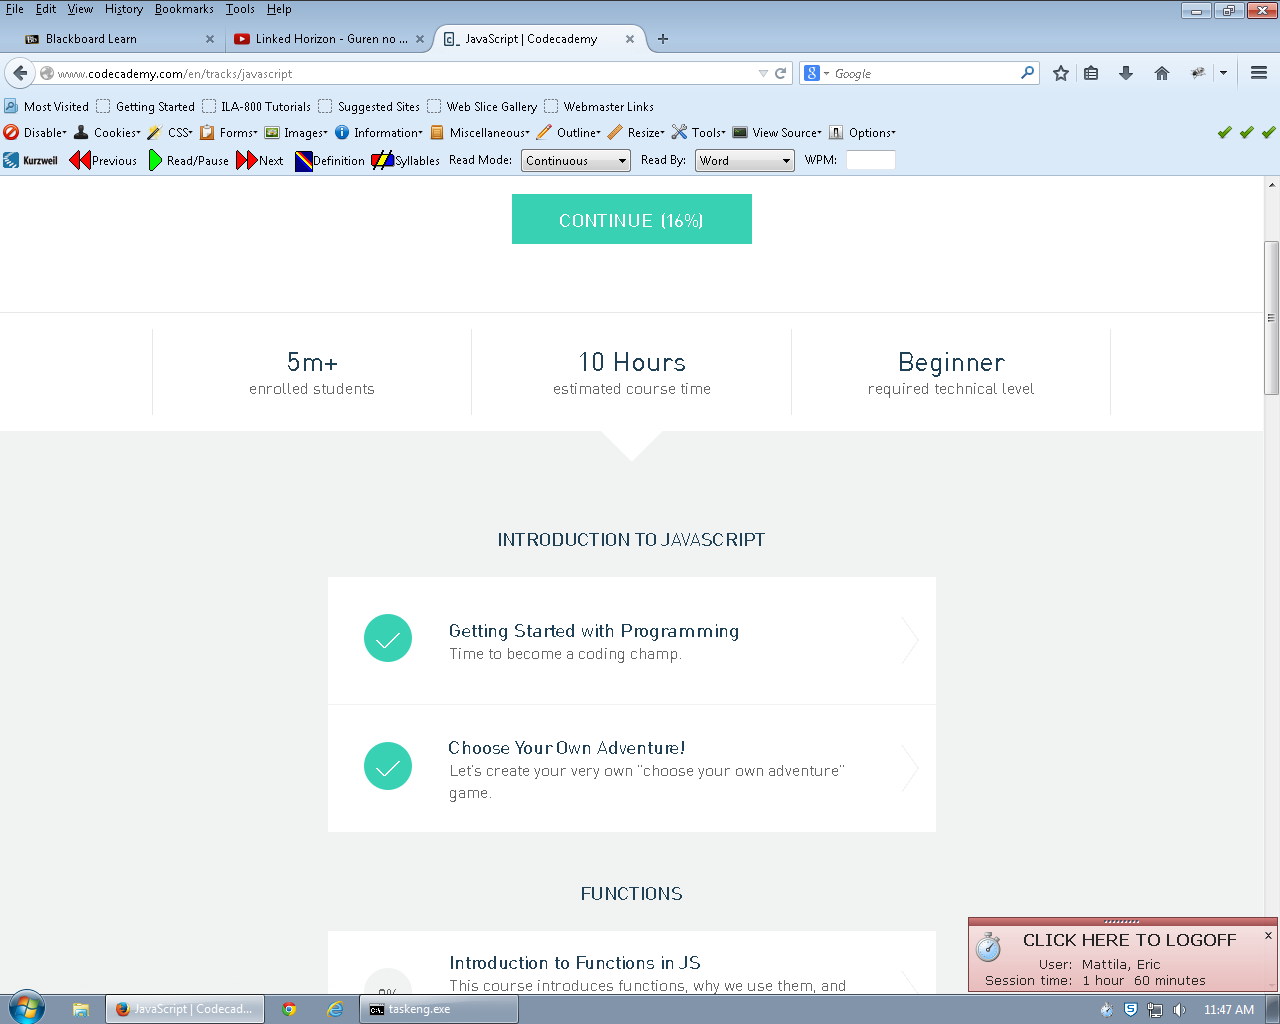 File Edit View History Bookmarks Tools Help
Blackboard Learn
Linked Horizon - Guren no ...
JavaScript | Codecademy
www.codecademy.com/en/tracks/javascript
Google
Most Visited Getting Started ILA-800 Tutorials Suggested Sites Web Slice Gallery Webmaster Links
Disable Cookies CSS Forms Images Information Miscellaneous Outline Resize Tools View Source Options
Kurzweil Previous Read/Pause Next Definition Syllables Read Mode: Continuous Read By: Word WPM:
CONTINUE (16%)
5m+
enrolled students
10 Hours
estimated course time
Beginner
required technical level
INTRODUCTION TO JAVASCRIPT
Getting Started with Programming
Time to become a coding champ.
Choose Your Own Adventure!
Let's create your very own "choose your own adventure"
game.
FUNCTIONS
Introduction to Functions in JS
This course introduces functions, why we use them, and
CLICK HERE TO LOGOFF
User: Mattila, Eric
Session time: 1 hour 60 minutes
JavaScript | Codecad...
taskeng.exe
11:47 AM